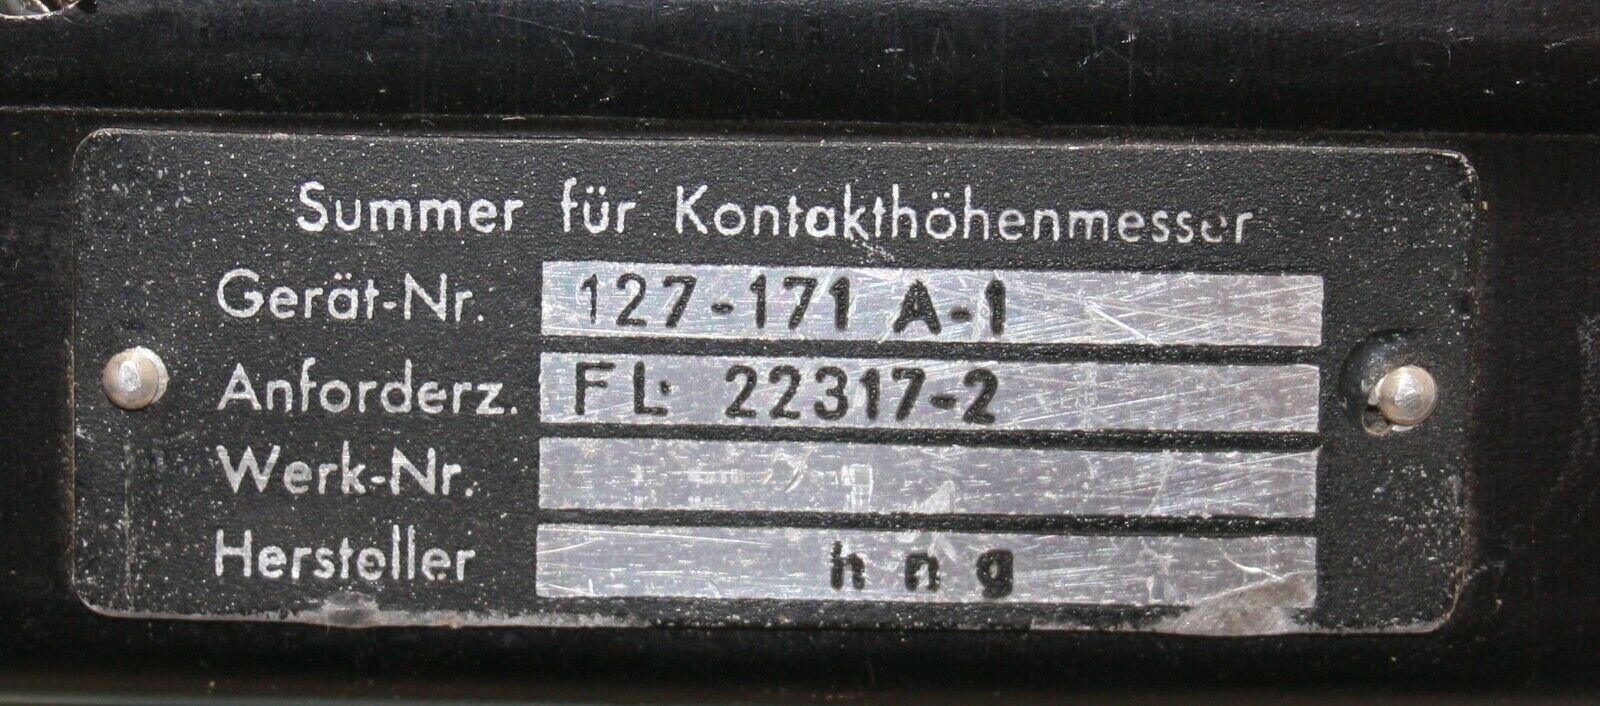 Summer für Kontakthöhenmesser
Gerät-Nr. 127-171 A-1
Anforderz. FL 22317-2
Werk-Nr.
Hersteller hng